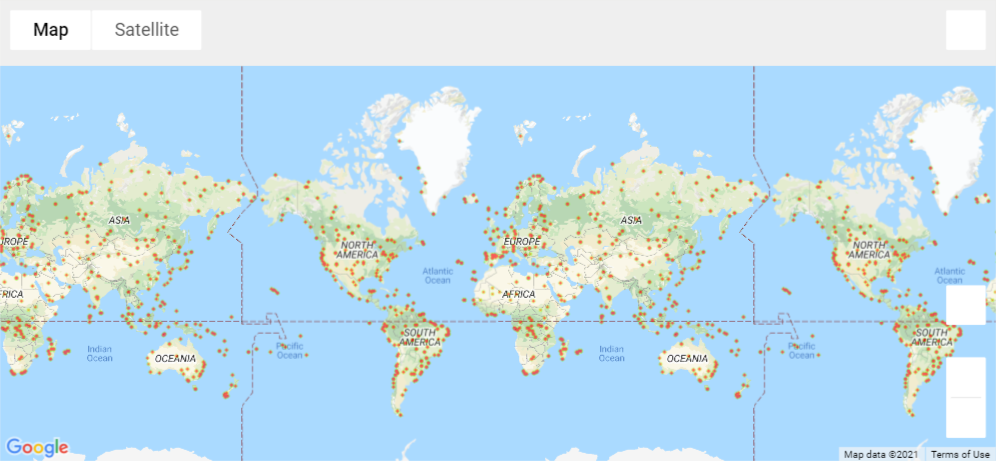 Map
Satellite
ASIA
UROPE
NORTH
AMERICA
Atlantic
Ocean
FRICA
SOUTH
AMERICA
Indian
Ocean
Pacific
Ocean
OCEANIA
ASIA
EUROPE
NORTH
AMERICA
Atlantic
Ocean
AFRICA
SOUTH
AMERICA
Indian
Ocean
Pacific
Ocean
OCEANIA
Google
Map data ©2021
Terms of Use